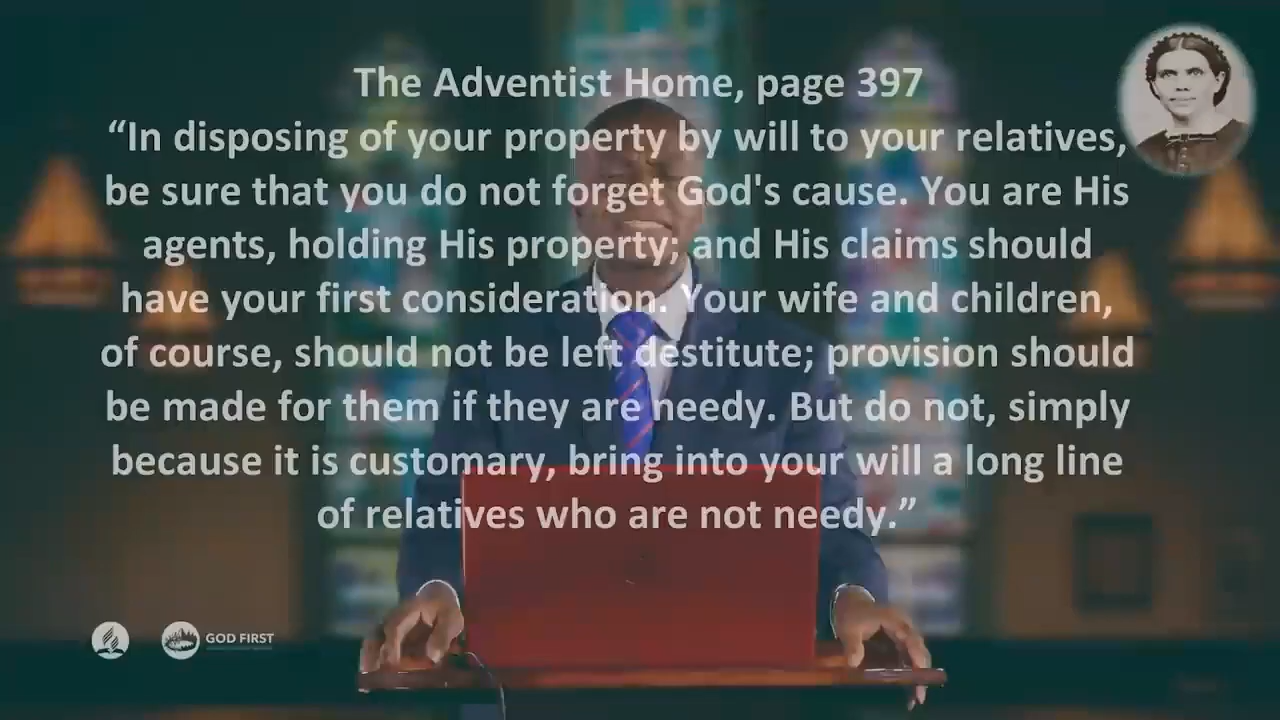 The Adventist Home, page 397
“In disposing of your property by will to your relatives,
be sure that you do not forget God's cause. You are His
agents, holding His property; and His claims should
have your first consideration. Your wife and children,
of course, should not be left destitute; provision should
be made for them if they are needy. But do not, simply
because it is customary, bring into your will a long line
of relatives who are not needy.”
GOD FIRST